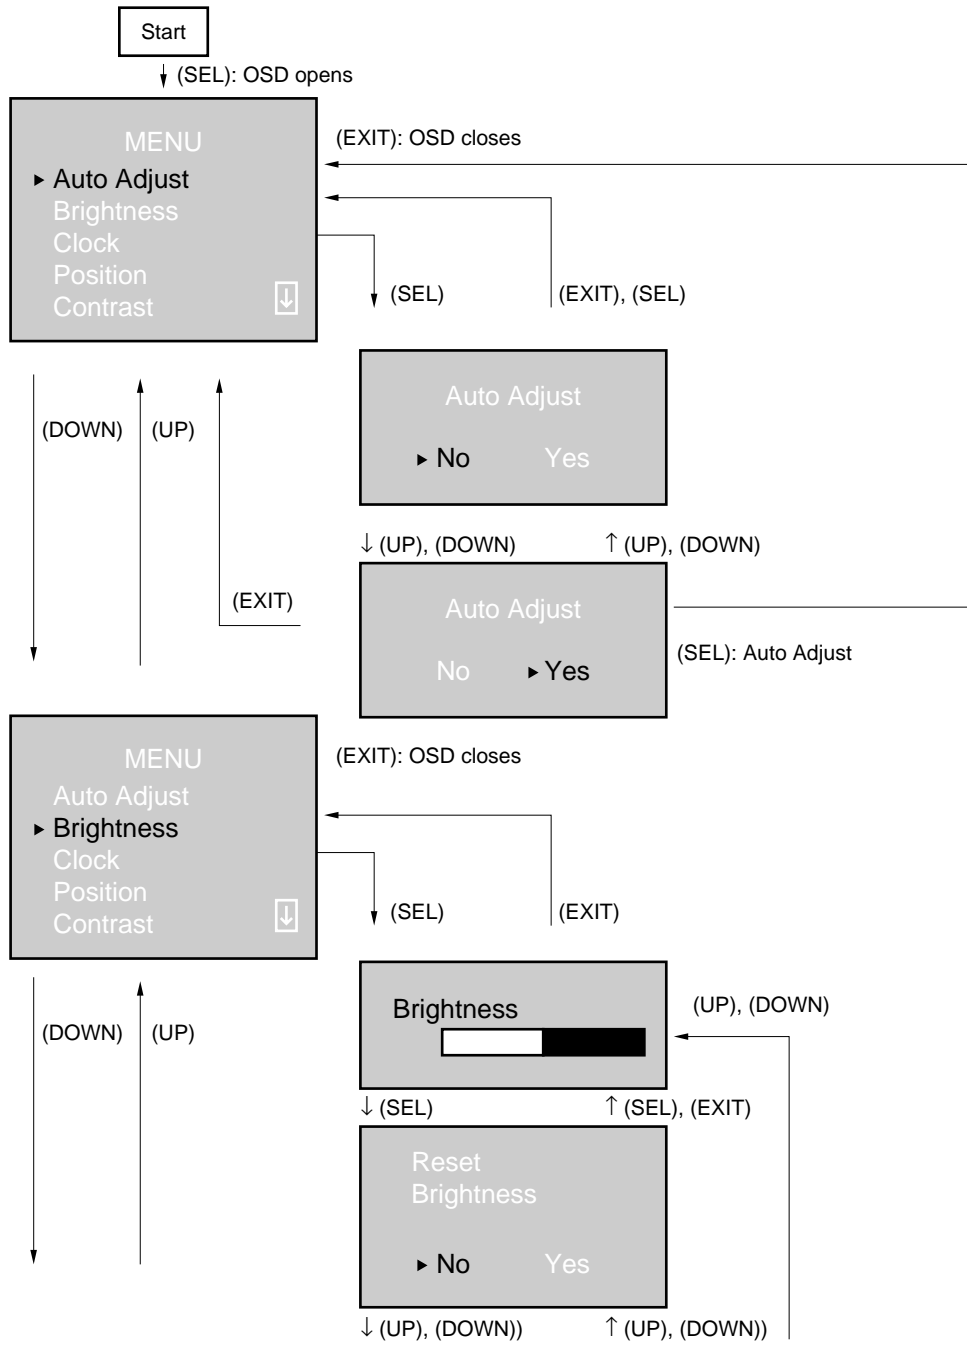 Start
↓ (SEL): OSD opens
MENU
▸ Auto Adjust
Brightness
Clock
Position
Contrast
↓
(EXIT): OSD closes
(SEL)
(EXIT), (SEL)
Auto Adjust
▸ No Yes
(DOWN) (UP)
↓ (UP), (DOWN) ↑ (UP), (DOWN)
(EXIT)
Auto Adjust
No ▸ Yes
(SEL): Auto Adjust
MENU
Auto Adjust
▸ Brightness
Clock
Position
Contrast
↓
(EXIT): OSD closes
(SEL)
(EXIT)
Brightness
(UP), (DOWN)
(DOWN) (UP)
↓ (SEL) ↑ (SEL), (EXIT)
Reset
Brightness
▸ No Yes
↓ (UP), (DOWN)) ↑ (UP), (DOWN))